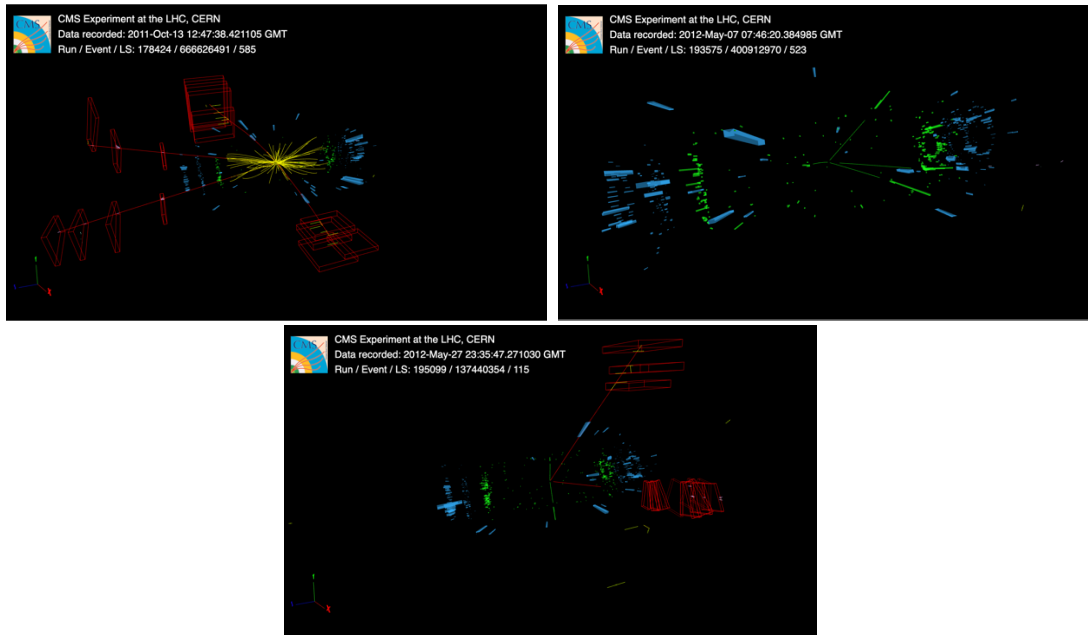 CMS Experiment at the LHC, CERN
Data recorded: 2011-Oct-13 12:47:38.421105 GMT
Run / Event / LS: 178424 / 666626491 / 585
CMS Experiment at the LHC, CERN
Data recorded: 2012-May-07 07:46:20.384985 GMT
Run / Event / LS: 193575 / 400912970 / 523
CMS Experiment at the LHC, CERN
Data recorded: 2012-May-27 23:35:47.271030 GMT
Run / Event / LS: 195099 / 137440354 / 115